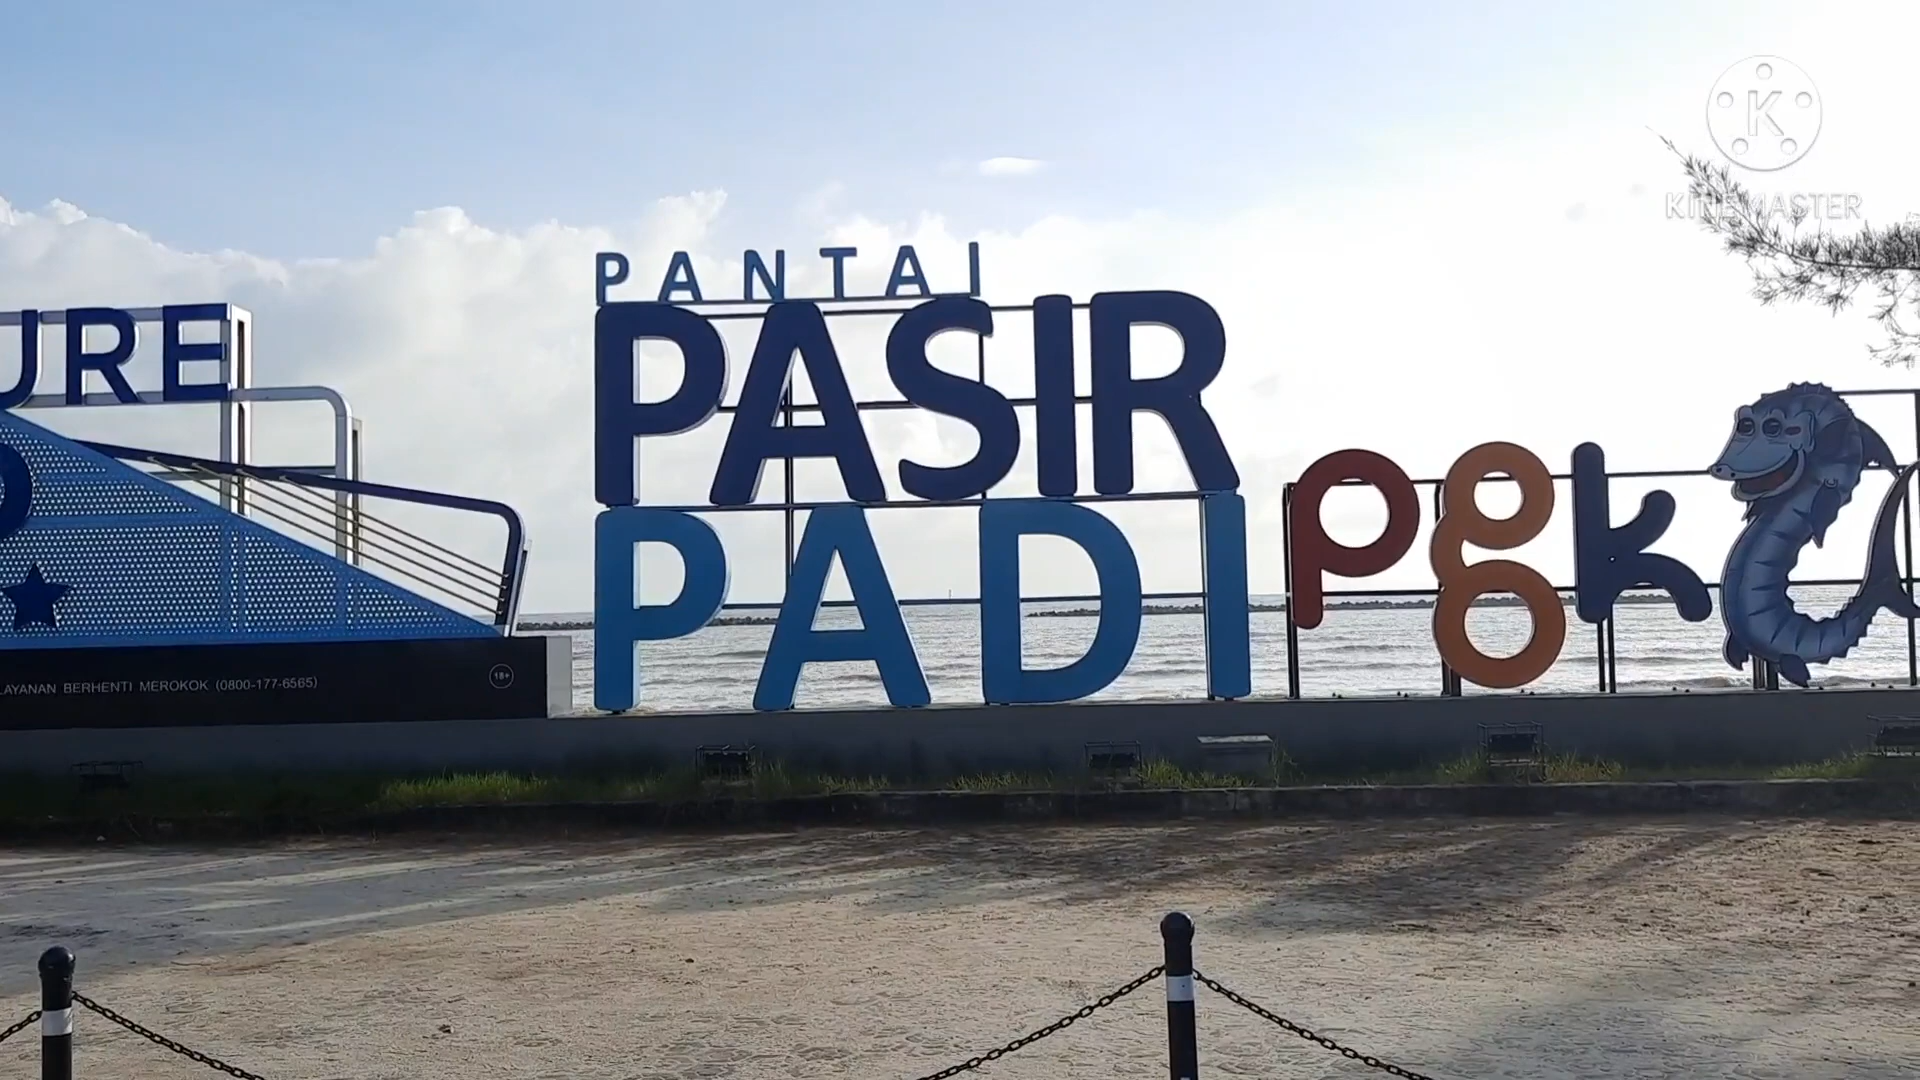 K
KINEMASTER
PANTAI
PASIR
PADI
URE
pgk
LAYANAN BERHENTI MEROKOK (0800-177-6565)
18+